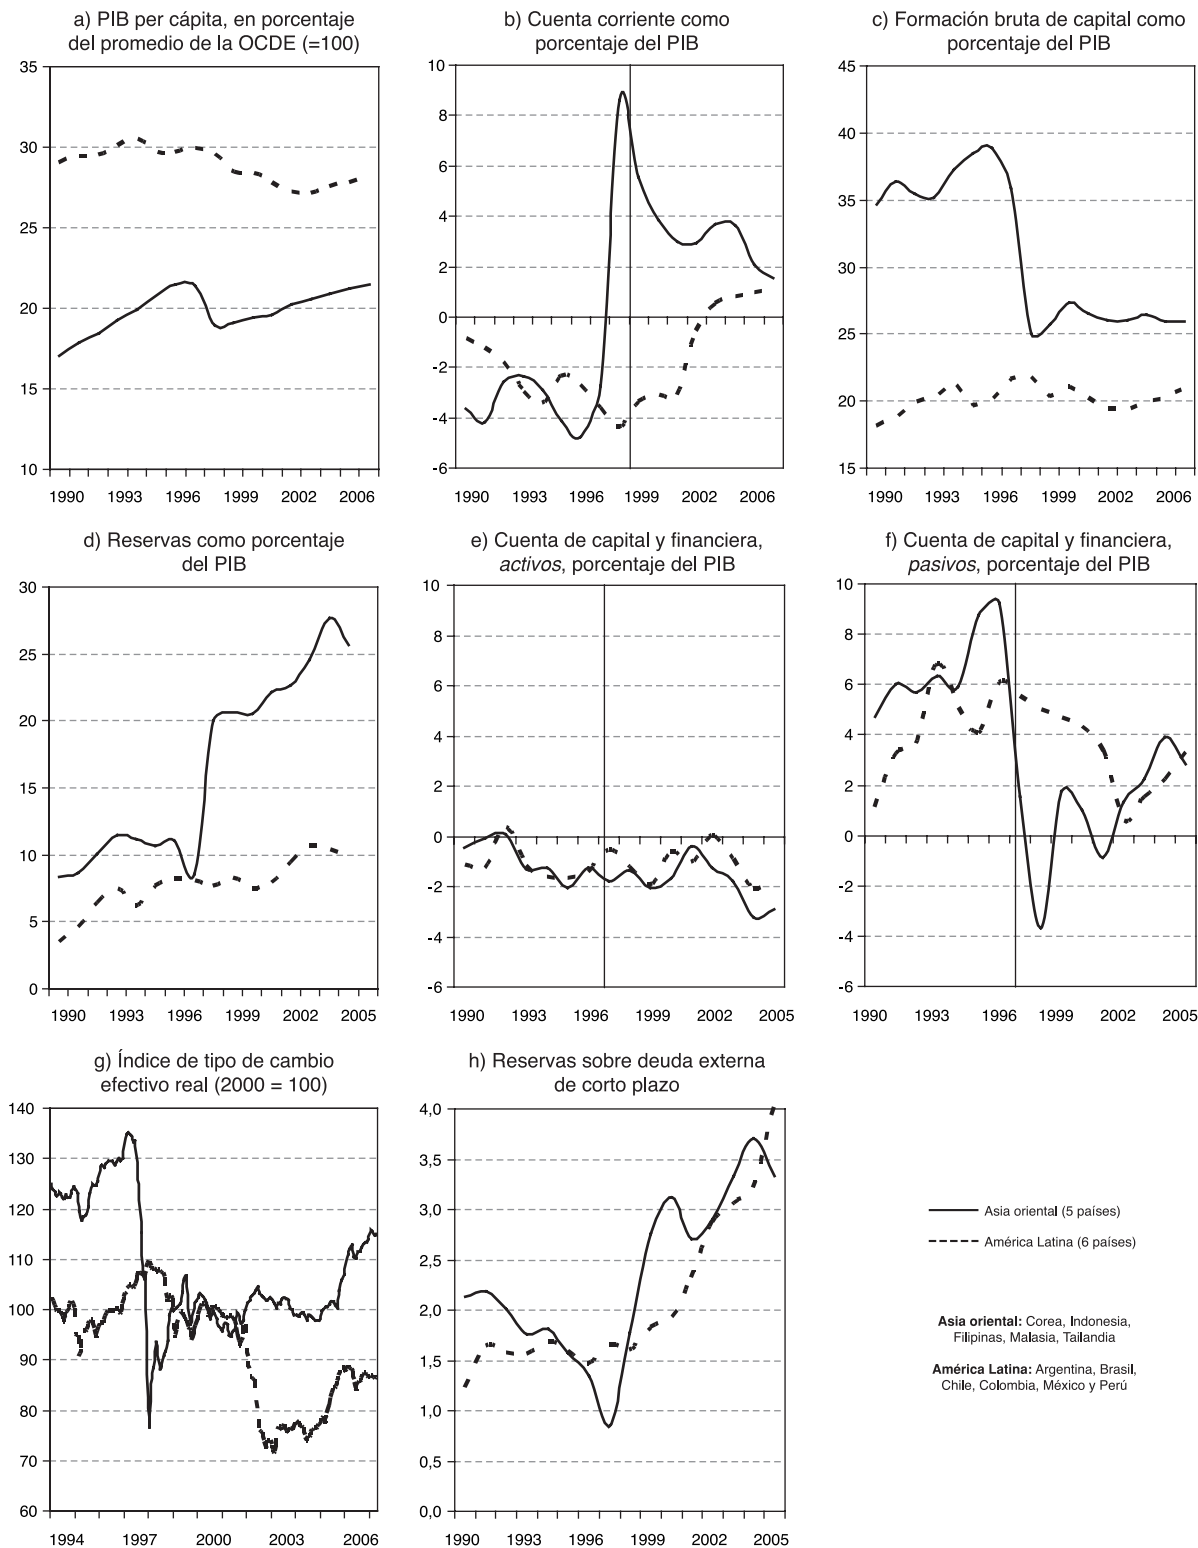 a) PIB per cápita, en porcentaje
del promedio de la OCDE (=100)
35
30
25
20
15
10
1990 1993 1996 1999 2002 2006
b) Cuenta corriente como
porcentaje del PIB
10
8
6
4
2
0
-2
-4
-6
1990 1993 1996 1999 2002 2006
c) Formación bruta de capital como
porcentaje del PIB
45
40
35
30
25
20
15
1990 1993 1996 1999 2002 2006
d) Reservas como porcentaje
del PIB
30
25
20
15
10
5
0
1990 1993 1996 1999 2002 2005
e) Cuenta de capital y financiera,
activos, porcentaje del PIB
10
8
6
4
2
0
-2
-4
-6
1990 1993 1996 1999 2002 2005
f) Cuenta de capital y financiera,
pasivos, porcentaje del PIB
10
8
6
4
2
0
-2
-4
-6
1990 1993 1996 1999 2002 2005
g) Índice de tipo de cambio
efectivo real (2000 = 100)
140
130
120
110
100
90
80
70
60
1994 1997 2000 2003 2006
h) Reservas sobre deuda externa
de corto plazo
4,0
3,5
3,0
2,5
2,0
1,5
1,0
0,0
1990 1993 1996 1999 2002 2005
Asia oriental (5 países)
América Latina (6 países)
Asia oriental: Corea, Indonesia,
Filipinas, Malasia, Tailandia
América Latina: Argentina, Brasil,
Chile, Colombia, México y Perú